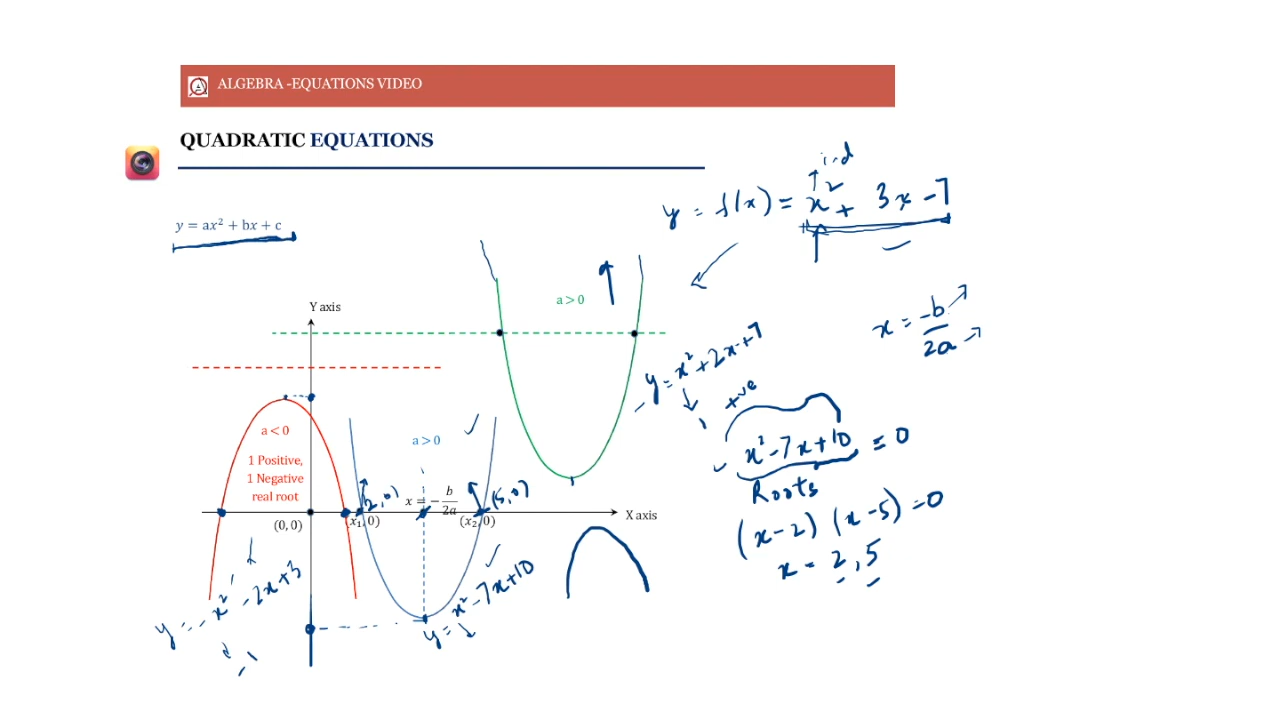 ALGEBRA -EQUATIONS VIDEO
QUADRATIC EQUATIONS
y = f(x) = x² + 3x - 7
y = ax² + bx + c
a > 0
Y axis
x = -b
2a
y = x² + 2x + 7
+ve
a < 0
a > 0
x² - 7x + 10 = 0
1 Positive,
1 Negative
real root
Roots
(2, 0)
x = − b
2a
(5, 0)
(0, 0)
(x₁, 0)
(x₂, 0)
X axis
(x - 2) (x - 5) = 0
x = 2, 5
y = x² - 7x + 10
y = - x² - 2x + 3